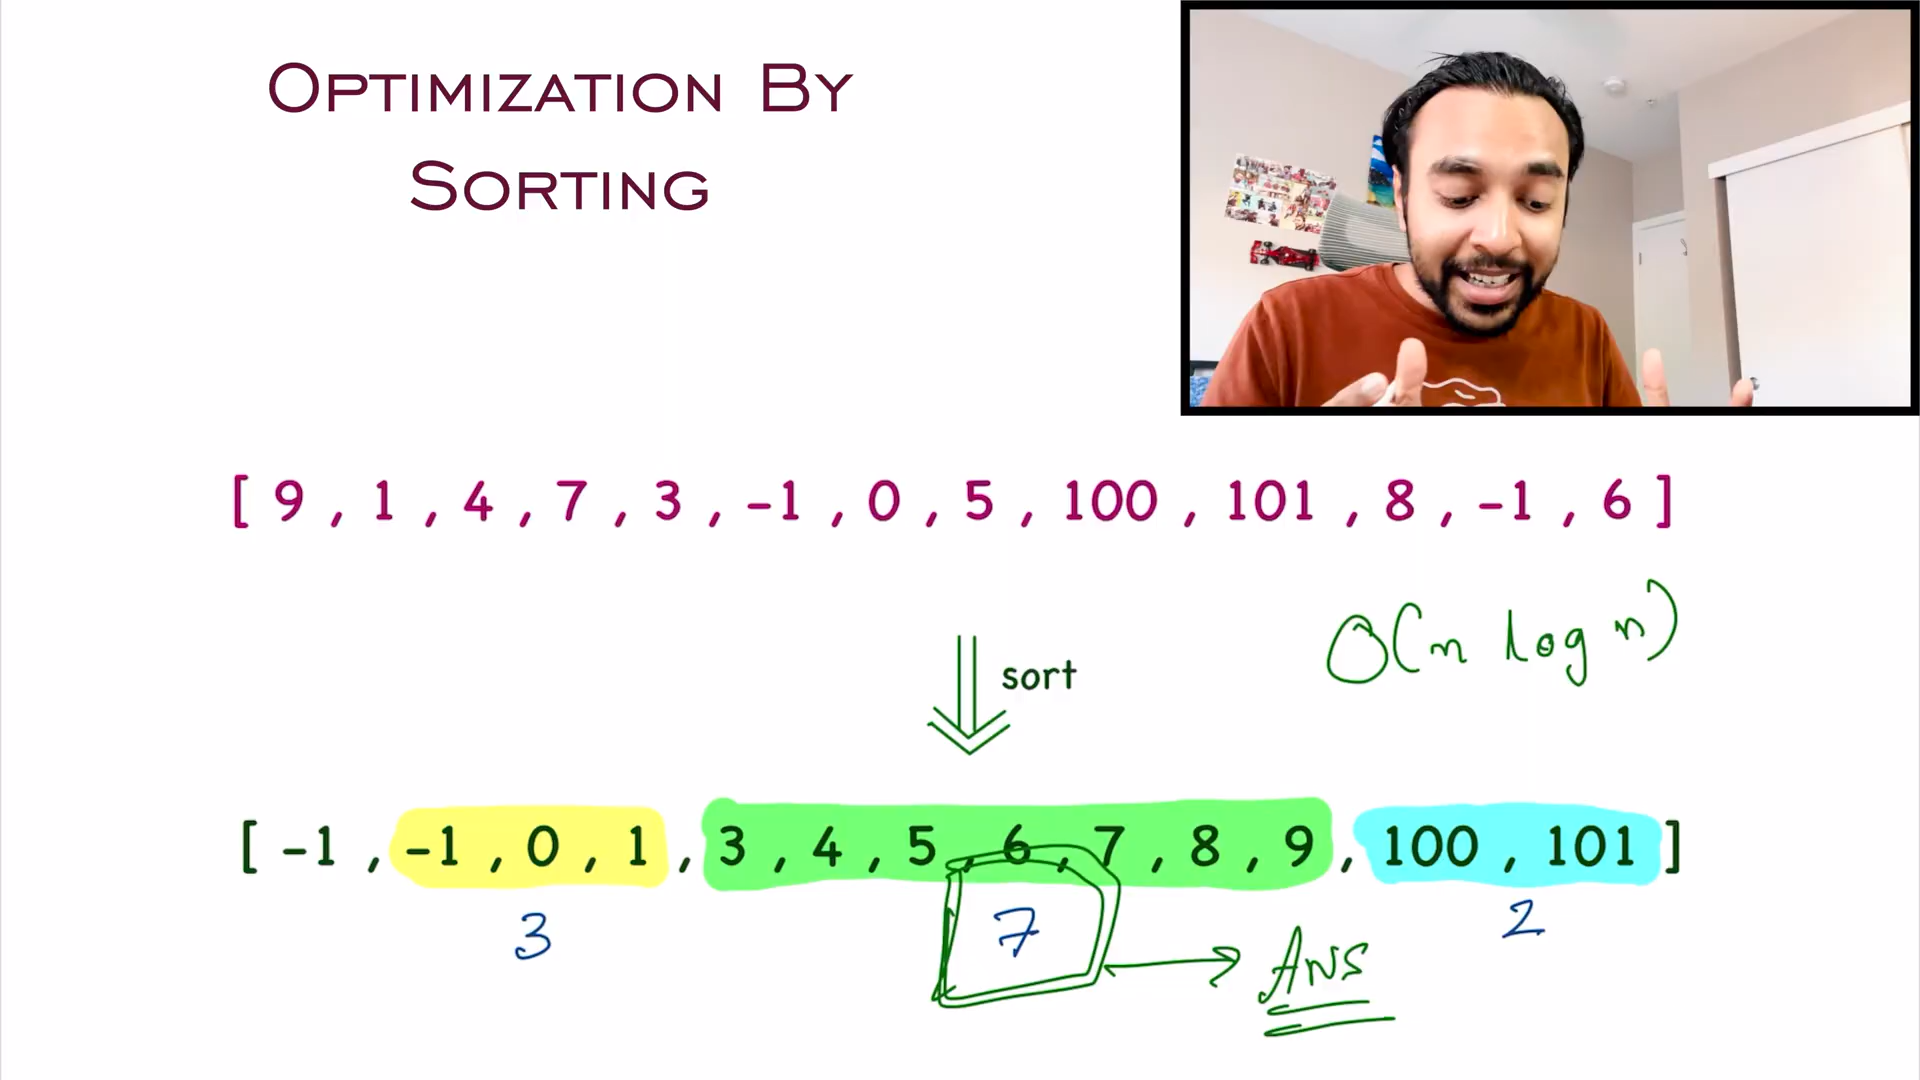 OPTIMIZATION BY
SORTING
[ 9 , 1 , 4 , 7 , 3 , -1 , 0 , 5 , 100 , 101 , 8 , -1 , 6 ]
O(n log n)
sort
[ -1 , -1 , 0 , 1 , 3 , 4 , 5 , 6 , 7 , 8 , 9 , 100 , 101 ]
3 7 2
Ans